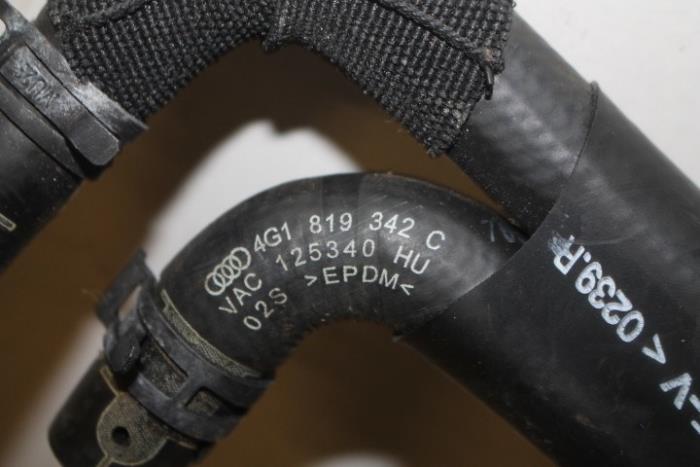 4G1 819 342 C
VAC 125340 HU
02S >EPDM<
-V <0239.R